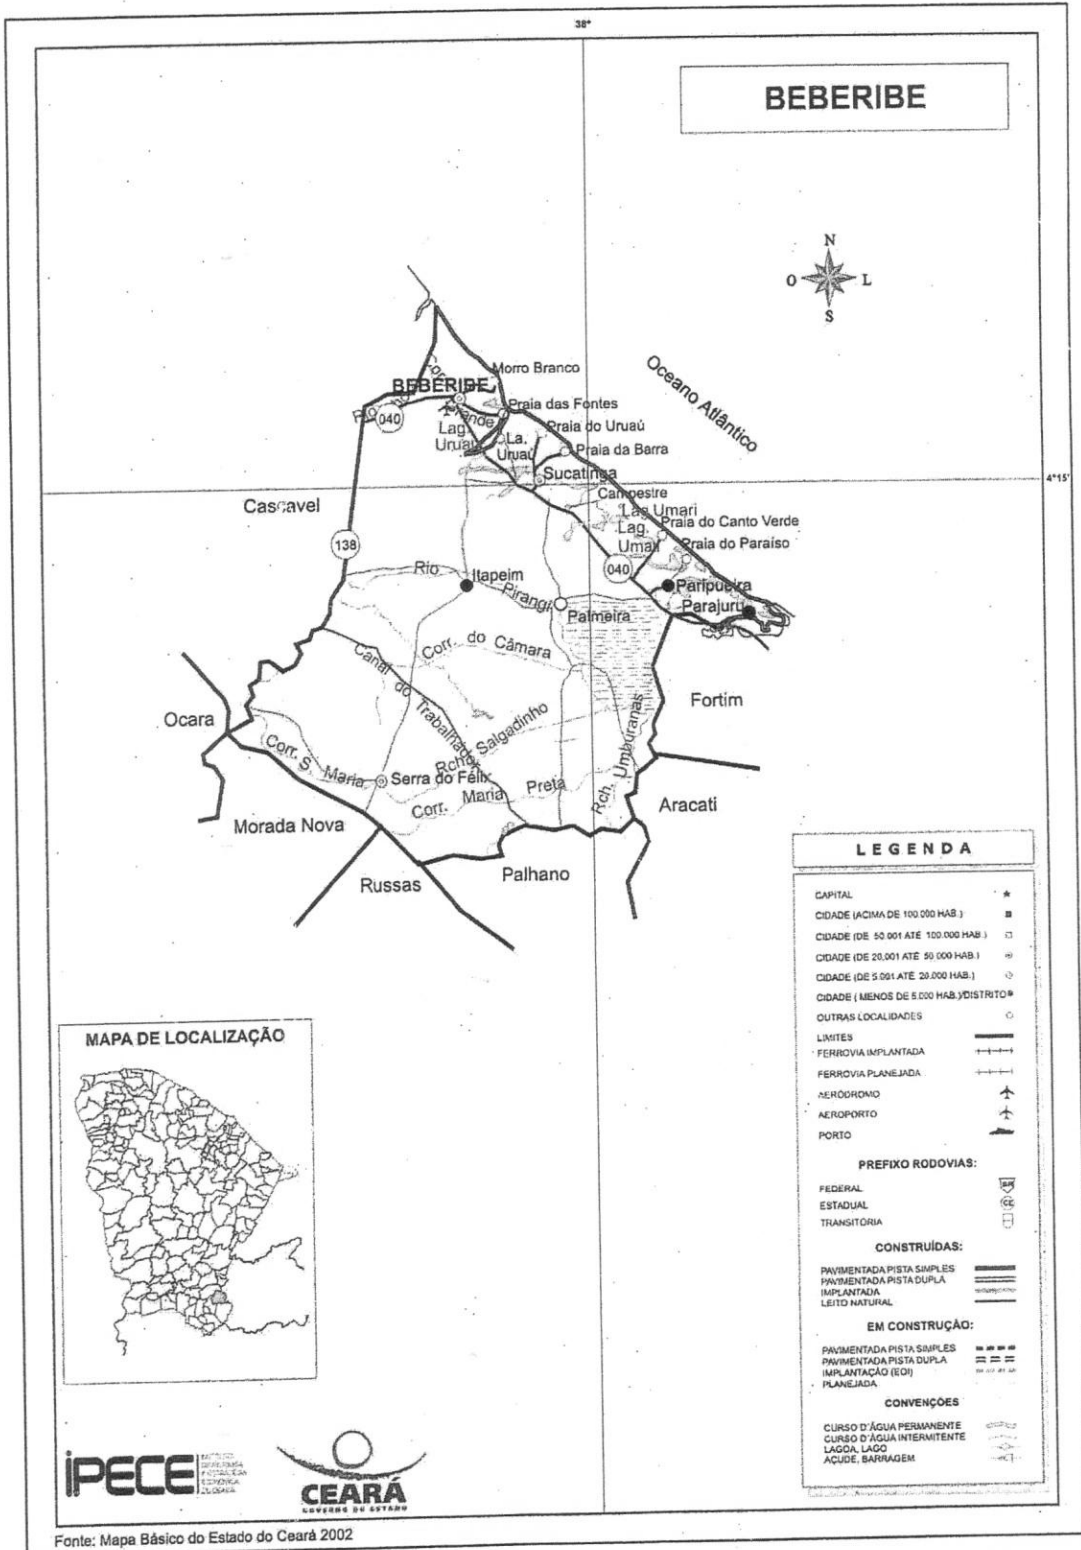 38°
BEBERIBE
N
O L
S
Oceano Atlântico
Morro Branco
BEBERIBE
Praia das Fontes
040
Grande
Lag.
Uruaú
La.
Uruaú
Praia do Uruaú
Praia da Barra
Sucatinga
4°15'
Cascavel
Campestre
Lag. Umari
Lag.
Umari
Praia do Canto Verde
Praia do Paraíso
138
040
Rio Pirangi
Itapeim
Paripueira
Parajuru
Palmeira
Corr. do Câmara
Canal do Trabalhador
Fortim
Ocara
Rcho. Salgadinho
Rch. Umburanas
Corr. S. Maria
Serra do Félix
Corr. Maria Preta
Aracati
Morada Nova
Russas
Palhano
LEGENDA
CAPITAL
CIDADE (ACIMA DE 100.000 HAB.)
CIDADE (DE 50.001 ATÉ 100.000 HAB.)
CIDADE (DE 20.001 ATÉ 50.000 HAB.)
CIDADE (DE 5.001 ATÉ 20.000 HAB.)
CIDADE ( MENOS DE 5.000 HAB.)/DISTRITO
OUTRAS LOCALIDADES
LIMITES
FERROVIA IMPLANTADA
FERROVIA PLANEJADA
AERÓDROMO
AEROPORTO
PORTO
PREFIXO RODOVIAS:
FEDERAL BR
ESTADUAL CE
TRANSITÓRIA
CONSTRUÍDAS:
PAVIMENTADA PISTA SIMPLES
PAVIMENTADA PISTA DUPLA
IMPLANTADA
LEITO NATURAL
EM CONSTRUÇÃO:
PAVIMENTADA PISTA SIMPLES
PAVIMENTADA PISTA DUPLA
IMPLANTAÇÃO (EOI)
PLANEJADA
CONVENÇÕES
CURSO D'ÁGUA PERMANENTE
CURSO D'ÁGUA INTERMITENTE
LAGOA, LAGO
AÇUDE, BARRAGEM
MAPA DE LOCALIZAÇÃO
IPECE
CEARÁ
GOVERNO DO ESTADO
Fonte: Mapa Básico do Estado do Ceará 2002